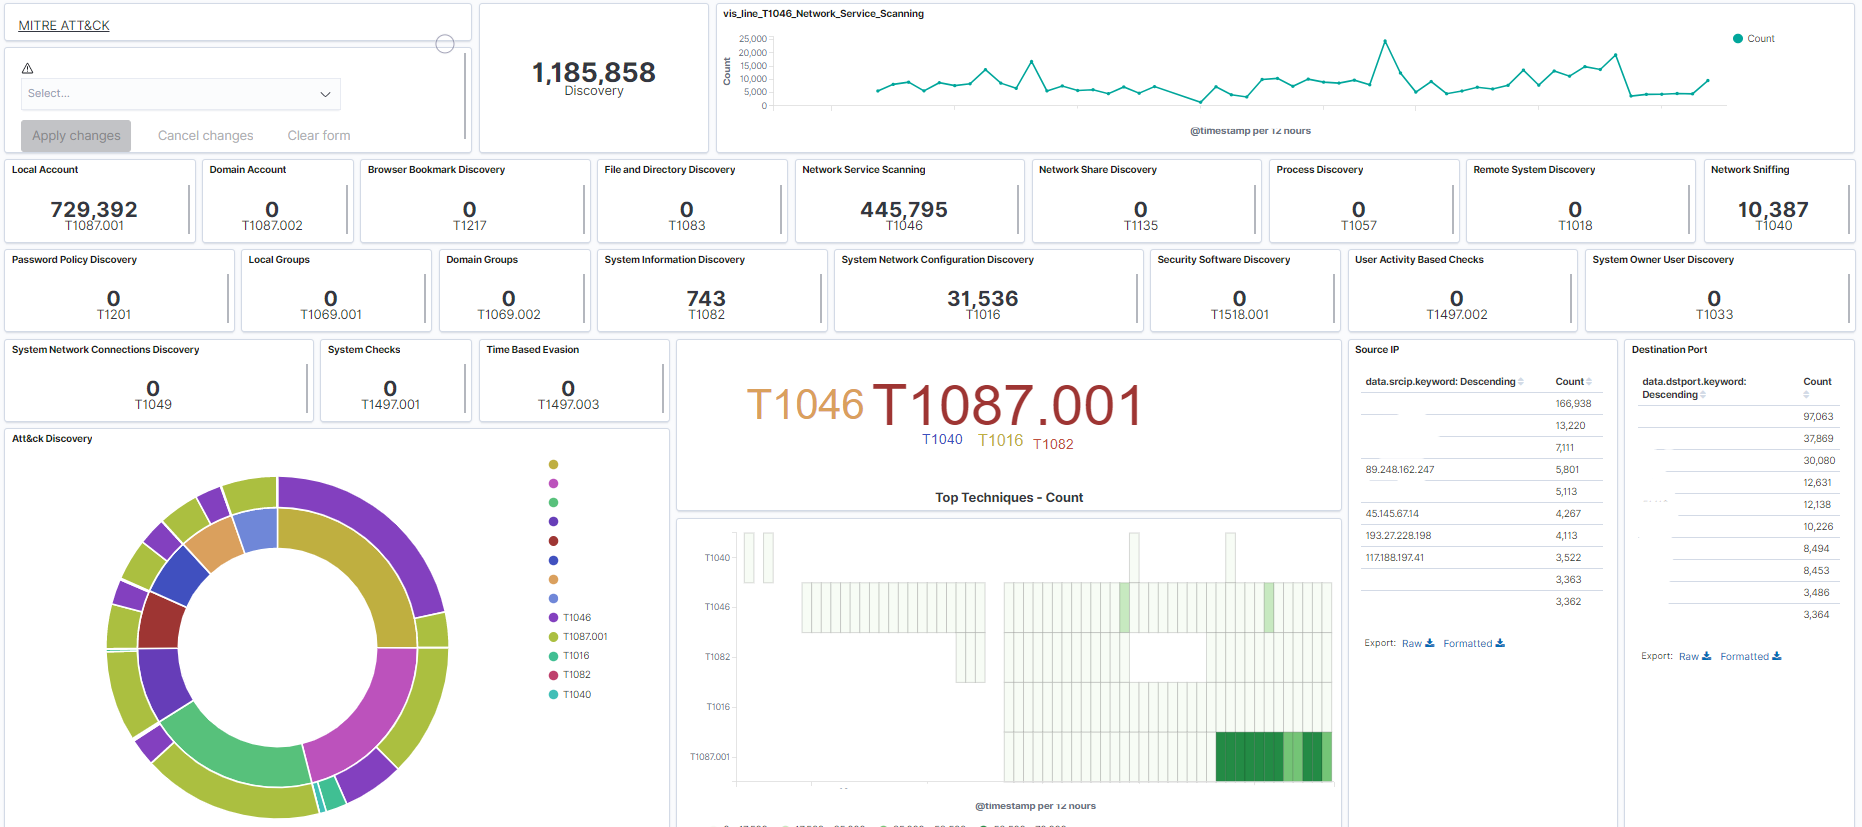 MITRE ATT&CK
Select...
Apply changes
Cancel changes
Clear form
1,185,858
Discovery
vis_line_T1046_Network_Service_Scanning
25,000
20,000
15,000
10,000
5,000
0
Count
@timestamp per 12 hours
Count
Local Account
729,392
T1087.001
Domain Account
0
T1087.002
Browser Bookmark Discovery
0
T1217
File and Directory Discovery
0
T1083
Network Service Scanning
445,795
T1046
Network Share Discovery
0
T1135
Process Discovery
0
T1057
Remote System Discovery
0
T1018
Network Sniffing
10,387
T1040
Password Policy Discovery
0
T1201
Local Groups
0
T1069.001
Domain Groups
0
T1069.002
System Information Discovery
743
T1082
System Network Configuration Discovery
31,536
T1016
Security Software Discovery
0
T1518.001
User Activity Based Checks
0
T1497.002
System Owner User Discovery
0
T1033
System Network Connections Discovery
0
T1049
System Checks
0
T1497.001
Time Based Evasion
0
T1497.003
Att&ck Discovery
T1046
T1087.001
T1016
T1082
T1040
T1046 T1087.001
T1040 T1016 T1082
Top Techniques - Count
T1040
T1046
T1082
T1016
T1087.001
@timestamp per 12 hours
Source IP
data.srcip.keyword: Descending Count
166,938
13,220
7,111
89.248.162.247 5,801
5,113
45.145.67.14 4,267
193.27.228.198 4,113
117.188.197.41 3,522
3,363
3,362
Export: Raw Formatted
Destination Port
data.dstport.keyword: Descending
Count
97,063
37,869
30,080
12,631
12,138
10,226
8,494
8,453
3,486
3,364
Export: Raw Formatted